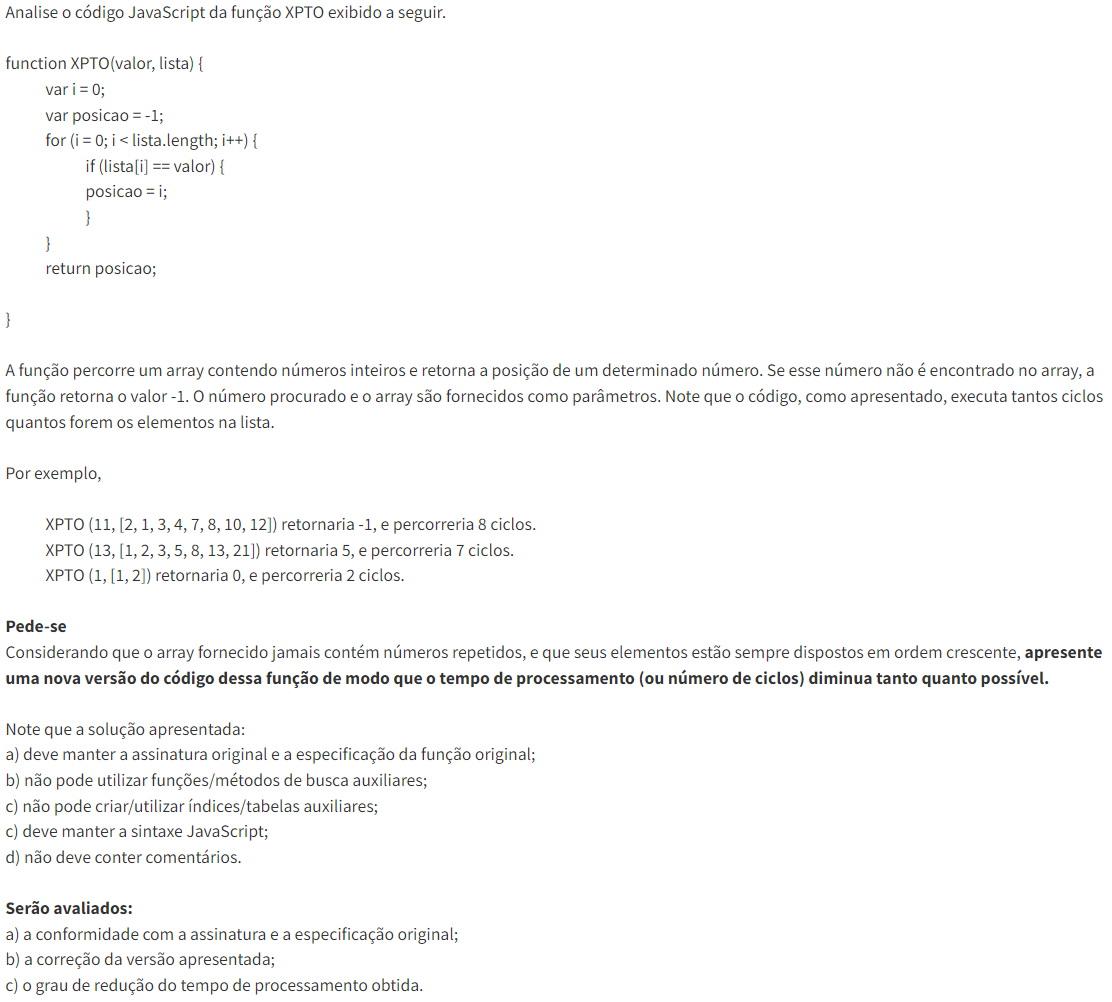 Analise o código JavaScript da função XPTO exibido a seguir.
function XPTO(valor, lista) {
var i = 0;
var posicao = -1;
for (i = 0; i < lista.length; i++) {
if (lista[i] == valor) {
posicao = i;
}
}
return posicao;
}
A função percorre um array contendo números inteiros e retorna a posição de um determinado número. Se esse número não é encontrado no array, a
função retorna o valor -1. O número procurado e o array são fornecidos como parâmetros. Note que o código, como apresentado, executa tantos ciclos
quantos forem os elementos na lista.
Por exemplo,
XPTO (11, [2, 1, 3, 4, 7, 8, 10, 12]) retornaria -1, e percorreria 8 ciclos.
XPTO (13, [1, 2, 3, 5, 8, 13, 21]) retornaria 5, e percorreria 7 ciclos.
XPTO (1, [1, 2]) retornaria 0, e percorreria 2 ciclos.
Pede-se
Considerando que o array fornecido jamais contém números repetidos, e que seus elementos estão sempre dispostos em ordem crescente, apresente
uma nova versão do código dessa função de modo que o tempo de processamento (ou número de ciclos) diminua tanto quanto possível.
Note que a solução apresentada:
a) deve manter a assinatura original e a especificação da função original;
b) não pode utilizar funções/métodos de busca auxiliares;
c) não pode criar/utilizar índices/tabelas auxiliares;
c) deve manter a sintaxe JavaScript;
d) não deve conter comentários.
Serão avaliados:
a) a conformidade com a assinatura e a especificação original;
b) a correção da versão apresentada;
c) o grau de redução do tempo de processamento obtida.